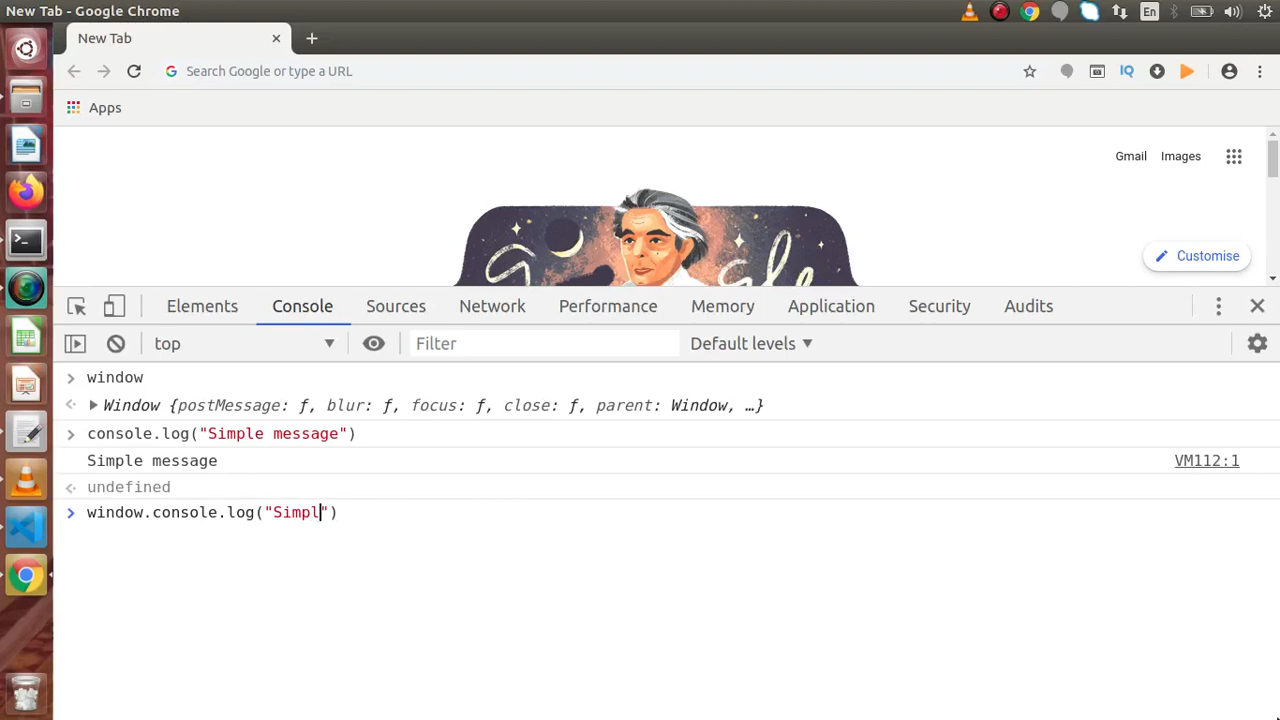 New Tab - Google Chrome
En
New Tab
Search Google or type a URL
IQ
Apps
Gmail Images
Customise
Elements Console Sources Network Performance Memory Application Security Audits
top Filter Default levels
window
Window {postMessage: ƒ, blur: ƒ, focus: ƒ, close: ƒ, parent: Window, …}
console.log("Simple message")
Simple message VM112:1
undefined
window.console.log("Simpl")